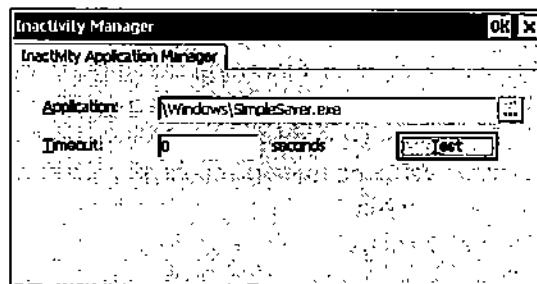 Inactivity Manager OK ×
Inactivity Application Manager
Application: \Windows\SimpleSaver.exe ...
Timeout: 0 seconds Test